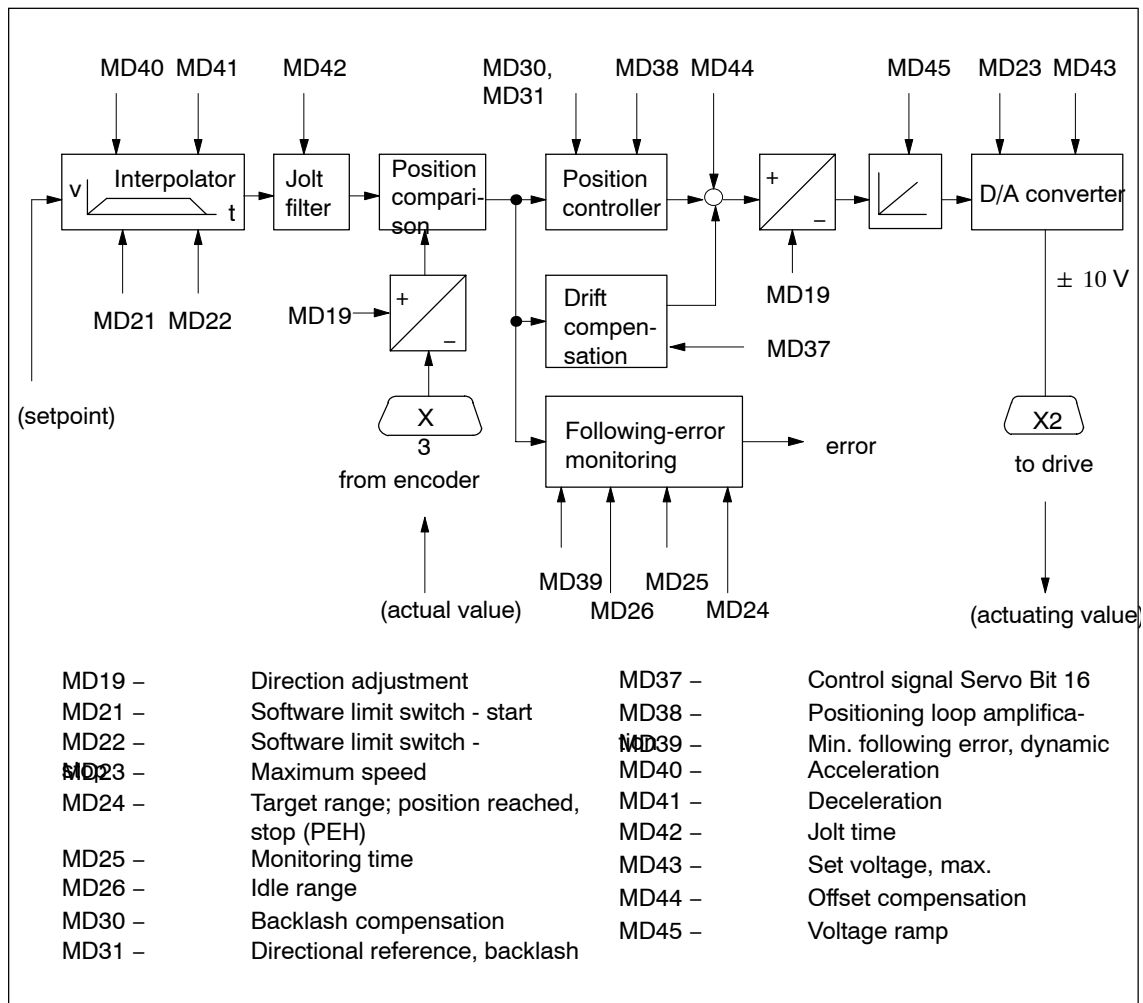 MD40 MD41 MD42 MD30, MD38 MD44 MD45 MD23 MD43
MD31
v Interpolator t
Jolt
filter
Position
compari-
son
Position
controller
+ –
D/A converter
MD21 MD22
MD19
+ –
Drift
compen-
sation
MD19
± 10 V
MD37
(setpoint)
X
3
from encoder
Following-error
monitoring
error
X2
to drive
MD39 MD25
MD26 MD24
(actual value)
(actuating value)
MD19 – Direction adjustment
MD21 – Software limit switch - start
MD22 – Software limit switch -
stop
MD23 – Maximum speed
MD24 – Target range; position reached,
stop (PEH)
MD25 – Monitoring time
MD26 – Idle range
MD30 – Backlash compensation
MD31 – Directional reference, backlash
MD37 – Control signal Servo Bit 16
MD38 – Positioning loop amplifica-
tion
MD39 – Min. following error, dynamic
MD40 – Acceleration
MD41 – Deceleration
MD42 – Jolt time
MD43 – Set voltage, max.
MD44 – Offset compensation
MD45 – Voltage ramp